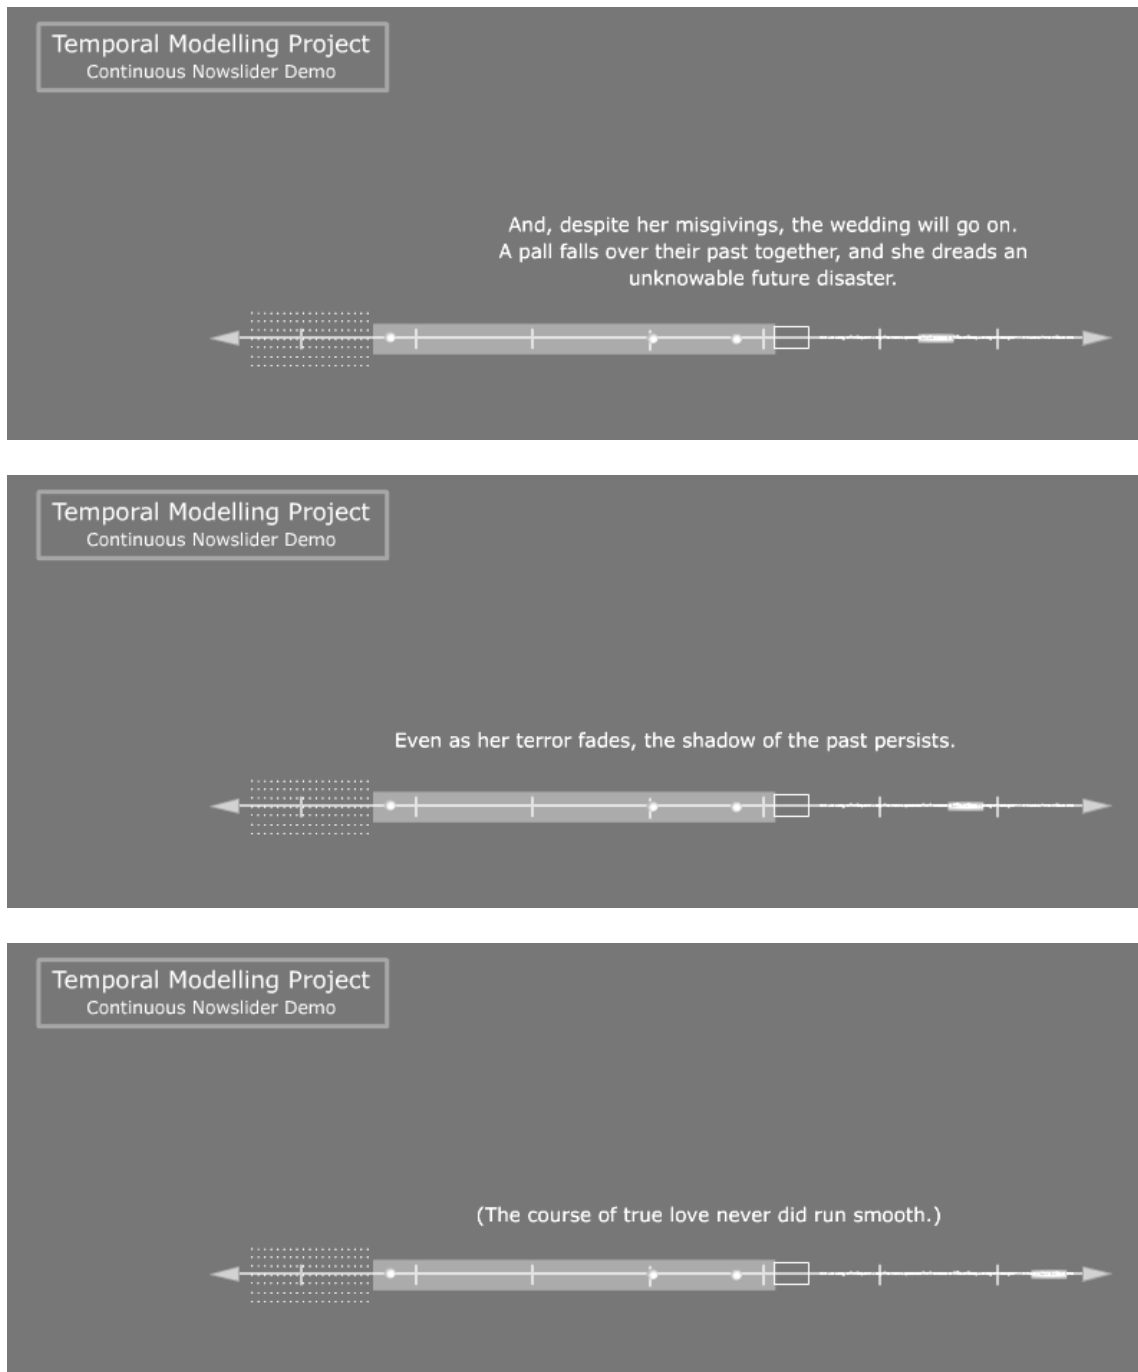 Temporal Modelling Project
Continuous Nowslider Demo
And, despite her misgivings, the wedding will go on.
A pall falls over their past together, and she dreads an
unknowable future disaster.
Temporal Modelling Project
Continuous Nowslider Demo
Even as her terror fades, the shadow of the past persists.
Temporal Modelling Project
Continuous Nowslider Demo
(The course of true love never did run smooth.)